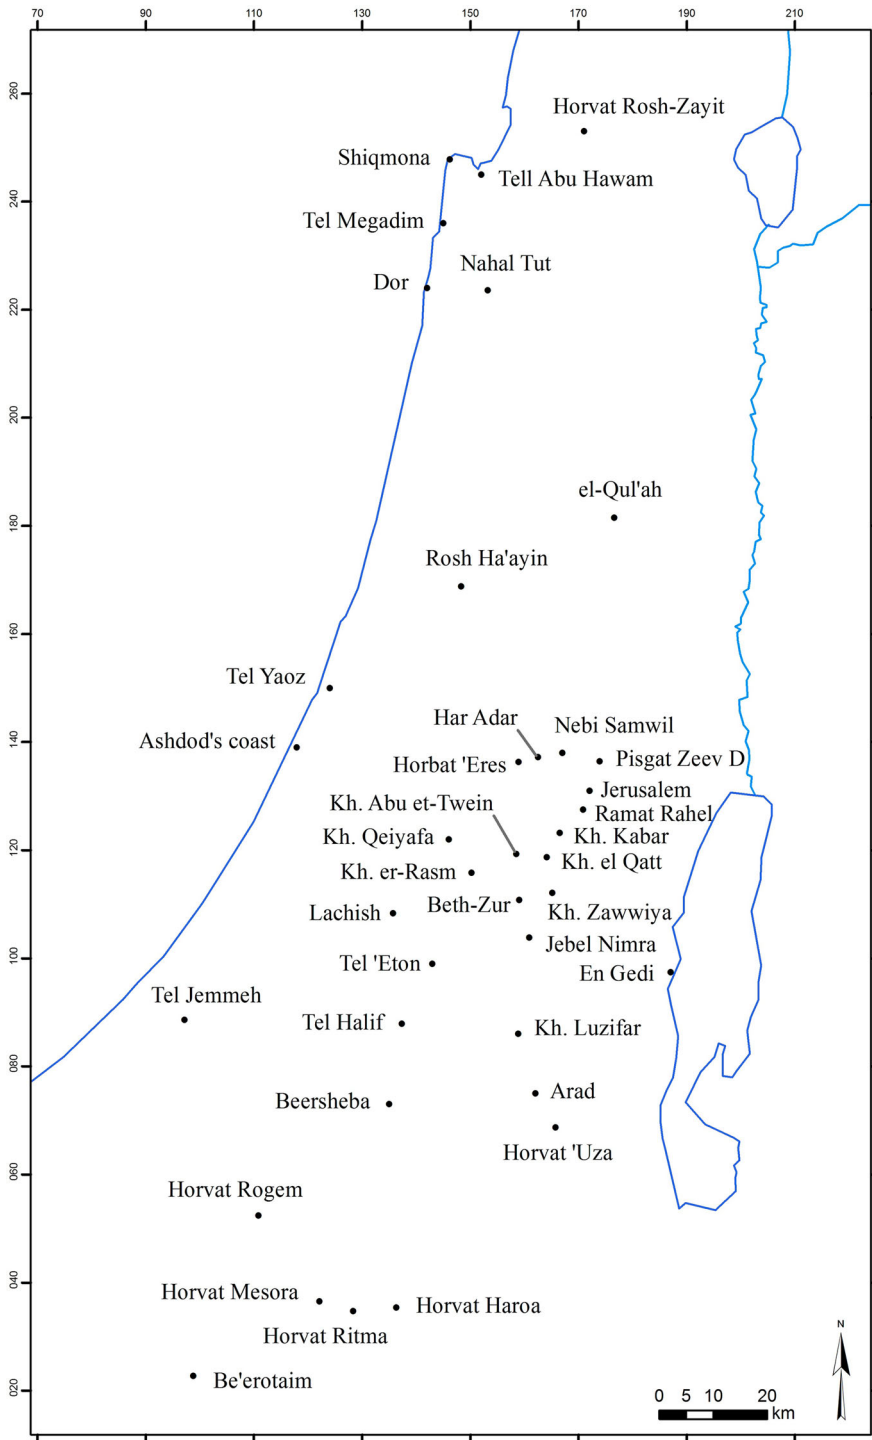 70 90 110 130 150 170 190 210
260
Horvat Rosh-Zayit
Shiqmona
Tell Abu Hawam
240
Tel Megadim
Nahal Tut
Dor
220
200
el-Qul'ah
180
Rosh Ha'ayin
160
Tel Yaoz
Har Adar
Nebi Samwil
140
Ashdod's coast
Horbat 'Eres
Pisgat Zeev D
Jerusalem
Kh. Abu et-Twein
Ramat Rahel
Kh. Qeiyafa
Kh. Kabar
120
Kh. el Qatt
Kh. er-Rasm
Beth-Zur
Lachish
Kh. Zawwiya
Jebel Nimra
100
Tel 'Eton
En Gedi
Tel Jemmeh
Tel Halif
Kh. Luzifar
080
Arad
Beersheba
Horvat 'Uza
060
Horvat Rogem
040
Horvat Mesora
Horvat Haroa
Horvat Ritma
N
020
Be'erotaim
0 5 10 20
km